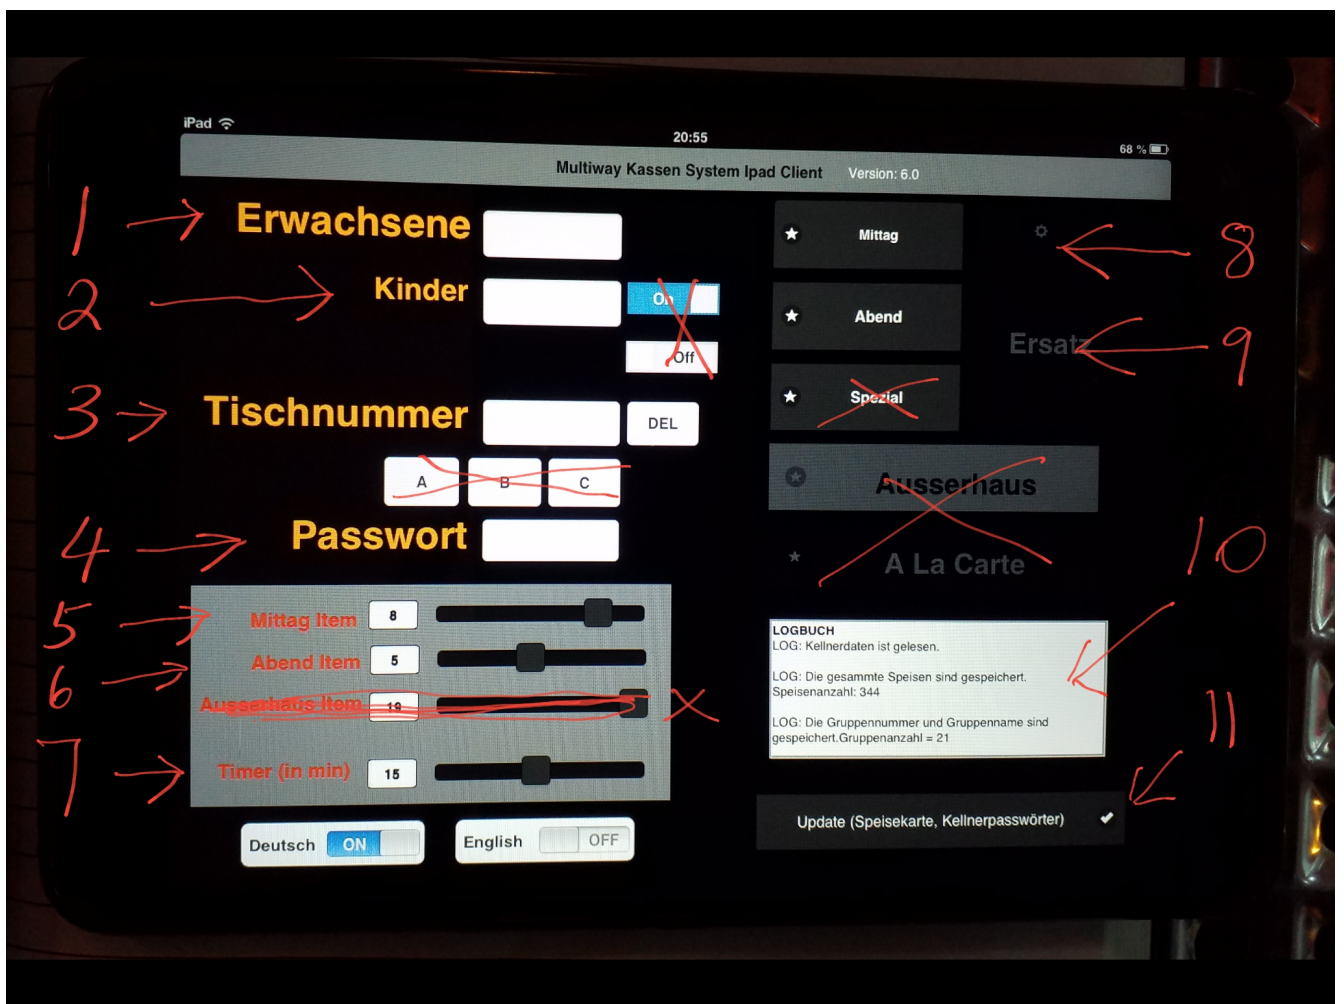 iPad
20:55
68 %
Multiway Kassen System Ipad Client Version: 6.0
1 Erwachsene
2 Kinder
On
Off
3 Tischnummer
DEL
A B C
4 Passwort
5 Mittag Item 8
6 Abend Item 5
Ausserhaus Item 19 X
7 Timer (in min) 15
Deutsch ON
English OFF
Mittag
8
Abend
Ersatz 9
Spezial
Ausserhaus
A La Carte
10
LOGBUCH
LOG: Kellnerdaten ist gelesen.
LOG: Die gesammte Speisen sind gespeichert.
Speisenanzahl: 344
LOG: Die Gruppennummer und Gruppenname sind
gespeichert.Gruppenanzahl = 21
11
Update (Speisekarte, Kellnerpasswörter)